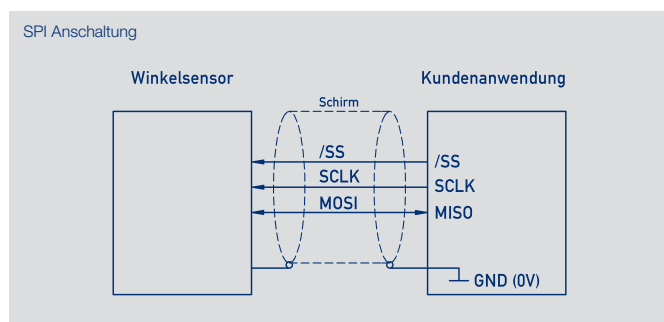 SPI Anschaltung
Winkelsensor
Kundenanwendung
Schirm
/SS
/SS
SCLK
SCLK
MOSI
MISO
GND (0V)